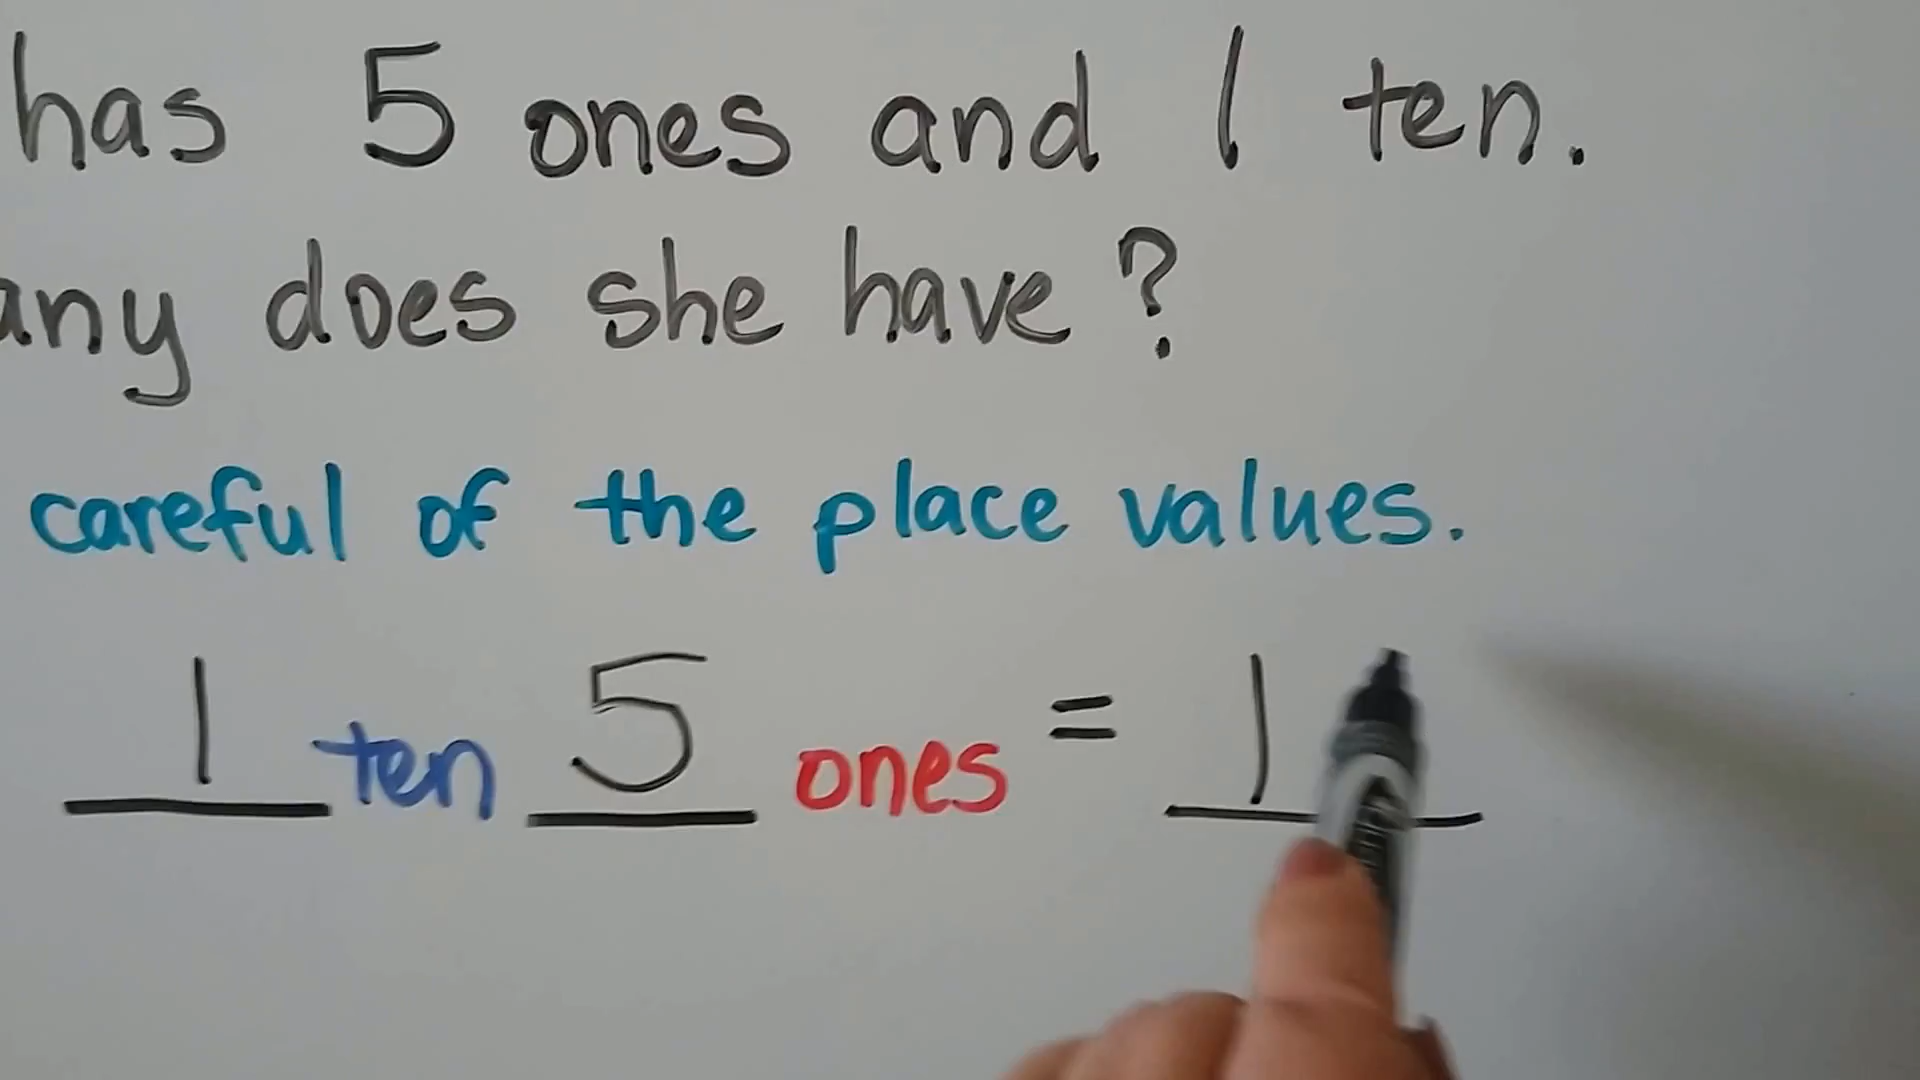 has 5 ones and 1 ten.
any does she have?
careful of the place values.
1 ten 5 ones = 1